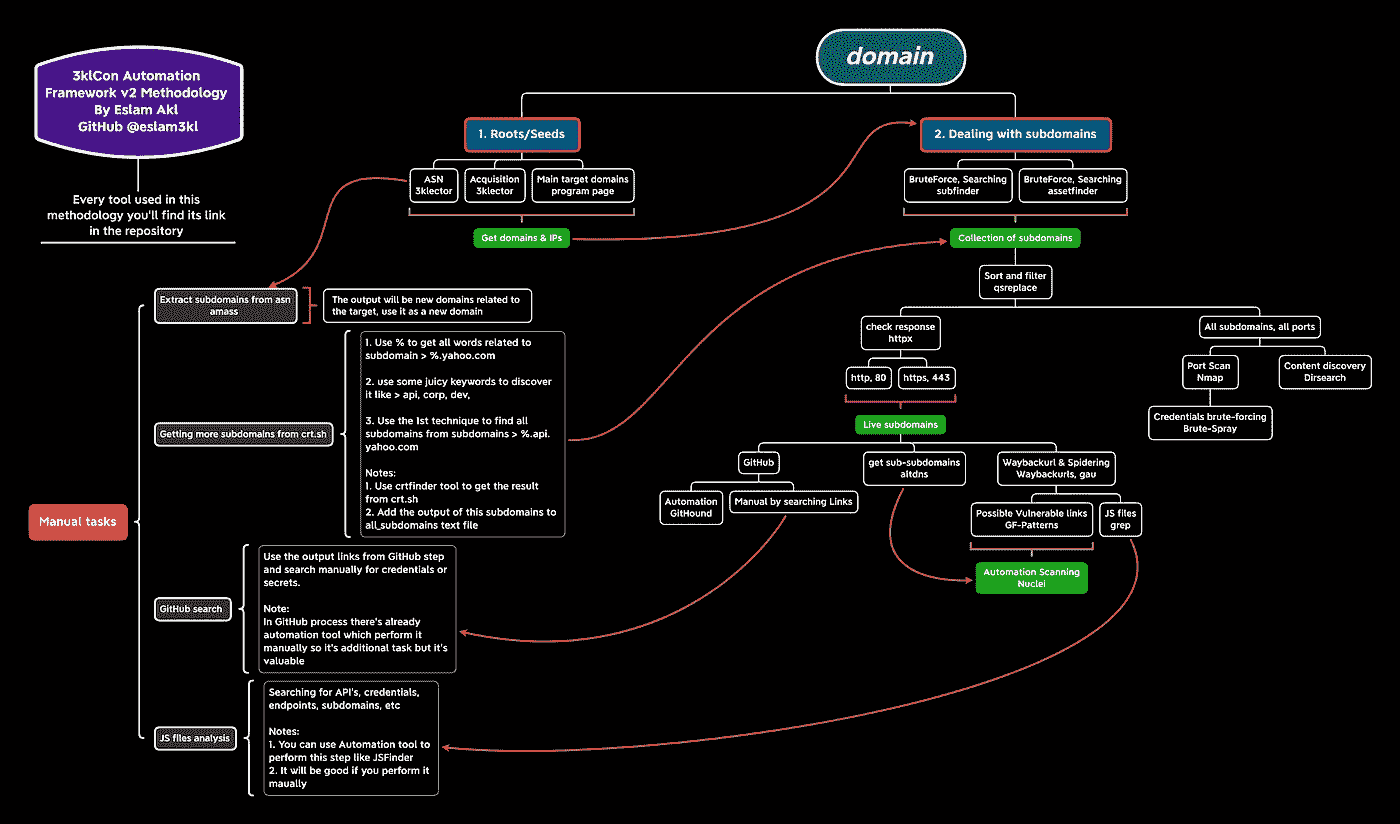 3klCon Automation
Framework v2 Methodology
By Eslam Akl
GitHub @eslam3kl
Every tool used in this
methodology you'll find its link
in the repository
domain
1. Roots/Seeds
ASN
3klector
Acquisition
3klector
Main target domains
program page
Get domains & IPs
2. Dealing with subdomains
BruteForce, Searching
subfinder
BruteForce, Searching
assetfinder
Collection of subdomains
Sort and filter
qsreplace
check response
httpx
http, 80
https, 443
Live subdomains
All subdomains, all ports
Port Scan
Nmap
Content discovery
Dirsearch
Credentials brute-forcing
Brute-Spray
GitHub
Automation
GitHound
Manual by searching Links
get sub-subdomains
altdns
Waybackurl & Spidering
Waybackurls, gau
Possible Vulnerable links
GF-Patterns
JS files
grep
Automation Scanning
Nuclei
Manual tasks
Extract subdomains from asn
amass
The output will be new domains related to
the target, use it as a new domain
Getting more subdomains from crt.sh
1. Use % to get all words related to
subdomain > %.yahoo.com
2. use some juicy keywords to discover
it like > api, corp, dev,
3. Use the 1st technique to find all
subdomains from subdomains > %.api.
yahoo.com
Notes:
1. Use crtfinder tool to get the result
from crt.sh
2. Add the output of this subdomains to
all_subdomains text file
GitHub search
Use the output links from GitHub step
and search manually for credentials or
secrets.
Note:
In GitHub process there's already
automation tool which perform it
manually so it's additional task but it's
valuable
JS files analysis
Searching for API's, credentials,
endpoints, subdomains, etc
Notes:
1. You can use Automation tool to
perform this step like JSFinder
2. It will be good if you perform it
maually